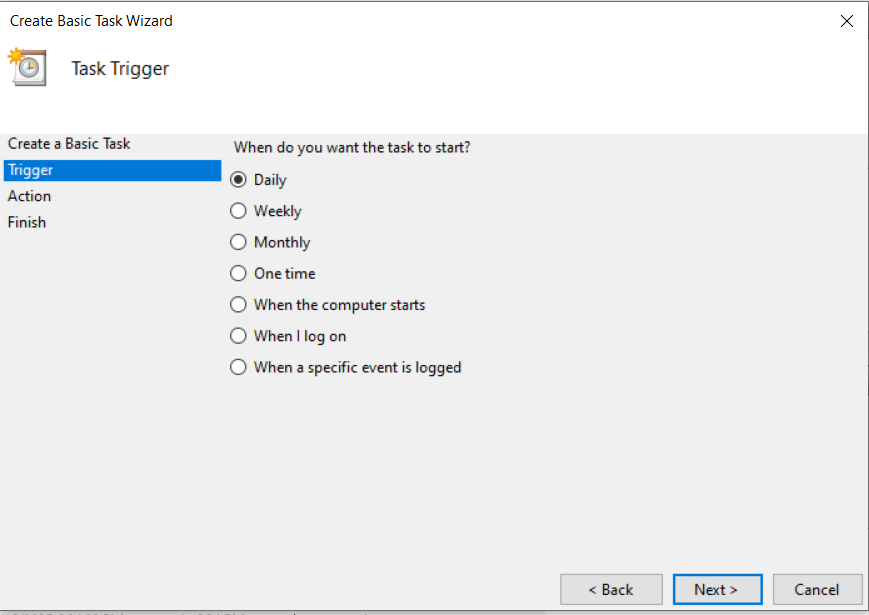 Create Basic Task Wizard
Task Trigger
Create a Basic Task
Trigger
Action
Finish
When do you want the task to start?
Daily
Weekly
Monthly
One time
When the computer starts
When I log on
When a specific event is logged
< Back
Next >
Cancel